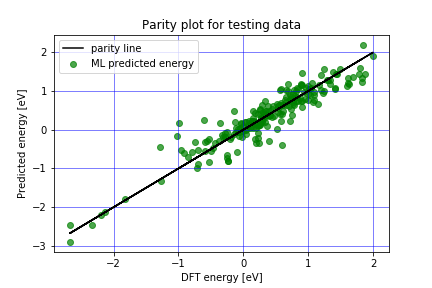 Parity plot for testing data
parity line
ML predicted energy
Predicted energy [eV]
2
1
0
−1
−2
−3
−2
−1
0
1
2
DFT energy [eV]